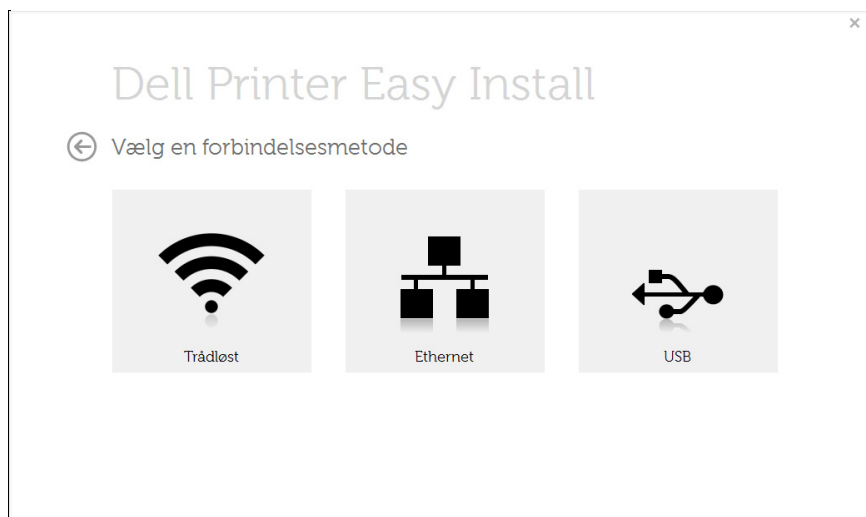 Dell Printer Easy Install
Vælg en forbindelsesmetode
Trådløst
Ethernet
USB